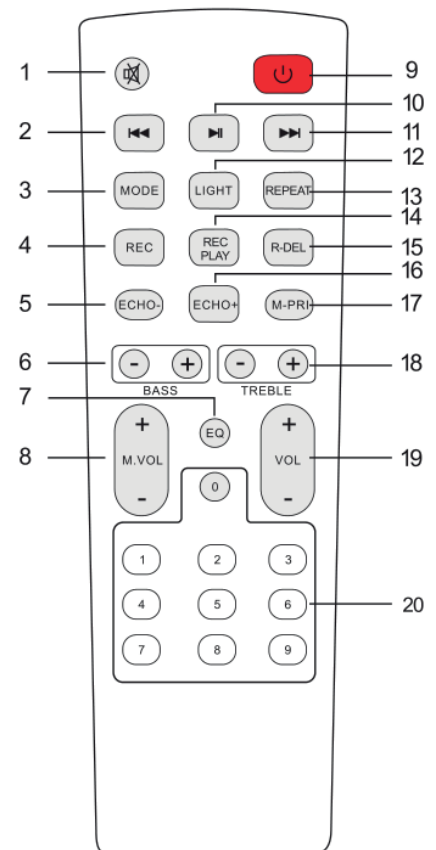 1
9
10
2
11
12
3
MODE
LIGHT
REPEAT
13
14
4
REC
REC
PLAY
R-DEL
15
16
5
ECHO-
ECHO+
M-PRI
17
6
-
+
-
+
18
BASS
TREBLE
7
+
EQ
+
8
M.VOL
VOL
19
-
0
-
1
2
3
4
5
6
20
7
8
9